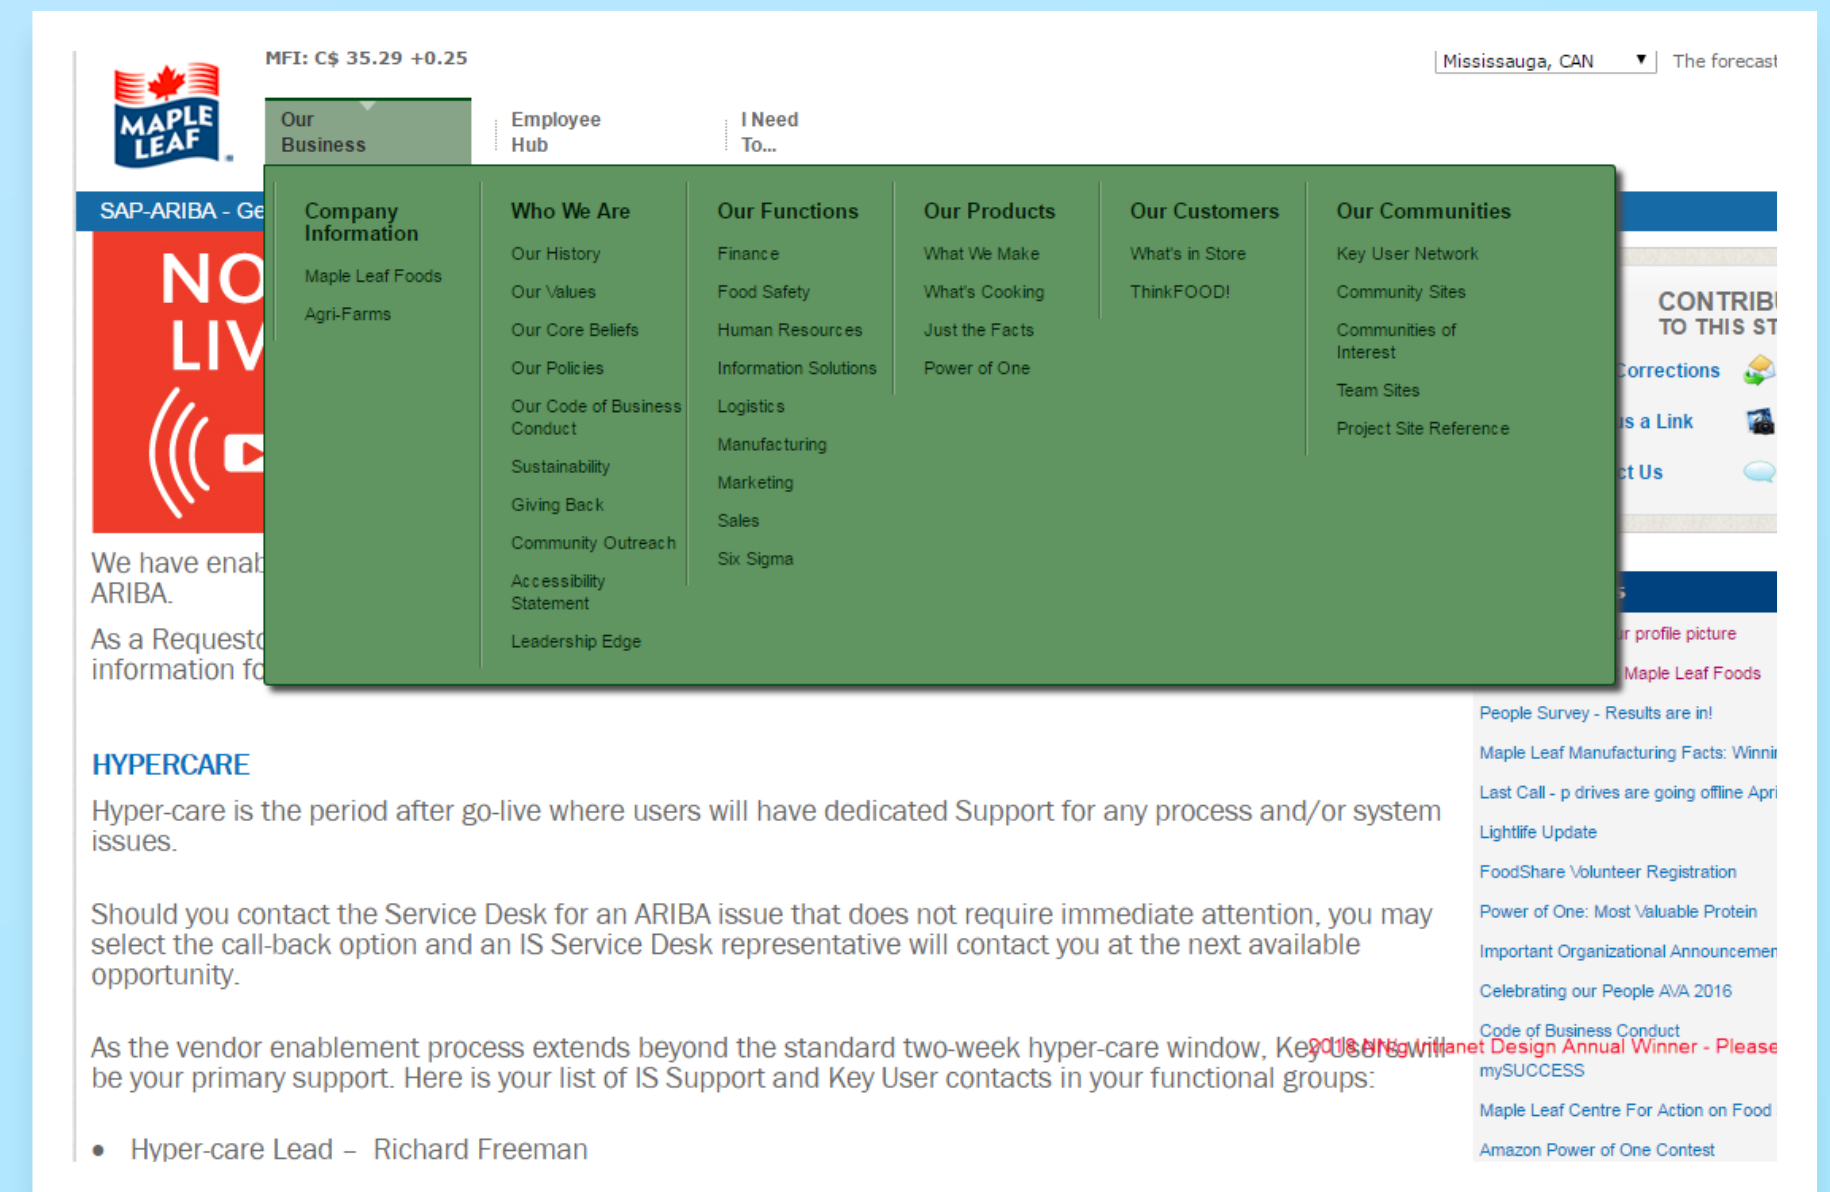 MFI: C$ 35.29 +0.25
Mississauga, CAN
The forecast
MAPLE
LEAF
Our
Business
Employee
Hub
I Need
To...
SAP-ARIBA - Ge
Company
Information
Maple Leaf Foods
Agri-Farms
Who We Are
Our History
Our Values
Our Core Beliefs
Our Policies
Our Code of Business
Conduct
Sustainability
Giving Back
Community Outreach
Accessibility
Statement
Leadership Edge
Our Functions
Finance
Food Safety
Human Resources
Information Solutions
Logistics
Manufacturing
Marketing
Sales
Six Sigma
Our Products
What We Make
What's Cooking
Just the Facts
Power of One
Our Customers
What's in Store
ThinkFOOD!
Our Communities
Key User Network
Community Sites
Communities of
Interest
Team Sites
Project Site Reference
NO
LIV
We have enab
ARIBA.
As a Requesto
information fo
HYPERCARE
Hyper-care is the period after go-live where users will have dedicated Support for any process and/or system
issues.
Should you contact the Service Desk for an ARIBA issue that does not require immediate attention, you may
select the call-back option and an IS Service Desk representative will contact you at the next available
opportunity.
As the vendor enablement process extends beyond the standard two-week hyper-care window, Key Users will
be your primary support. Here is your list of IS Support and Key User contacts in your functional groups:
• Hyper-care Lead – Richard Freeman
CONTRIB
TO THIS ST
Corrections
us a Link
ct Us
s
ur profile picture
Maple Leaf Foods
People Survey - Results are in!
Maple Leaf Manufacturing Facts: Winnin
Last Call - p drives are going offline Apri
Lightlife Update
FoodShare Volunteer Registration
Power of One: Most Valuable Protein
Important Organizational Announcemen
Celebrating our People AVA 2016
Code of Business Conduct
2018 NN/g Intranet Design Annual Winner - Please
mySUCCESS
Maple Leaf Centre For Action on Food
Amazon Power of One Contest